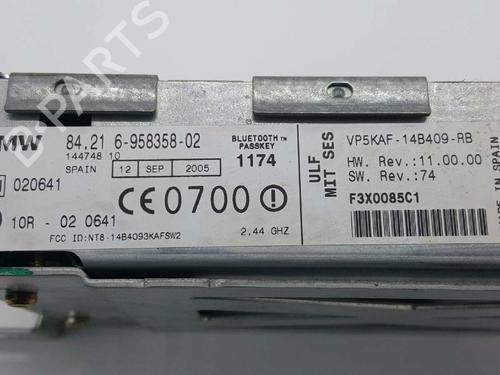 MW 84.21 6-958358-02
144748 10
SPAIN 12 SEP 2005
BLUETOOTH™
PASSKEY
1174
020641
CE0700
10R - 02 0641
FCC ID:NT8-14B4093KAFSW2 2.44 GHZ
ULF
MIT SES
VP5KAF-14B409-RB
HW. Rev.:11.00.00
SW. Rev.:74
F3X0085C1
IN SPAIN
B-PARTS